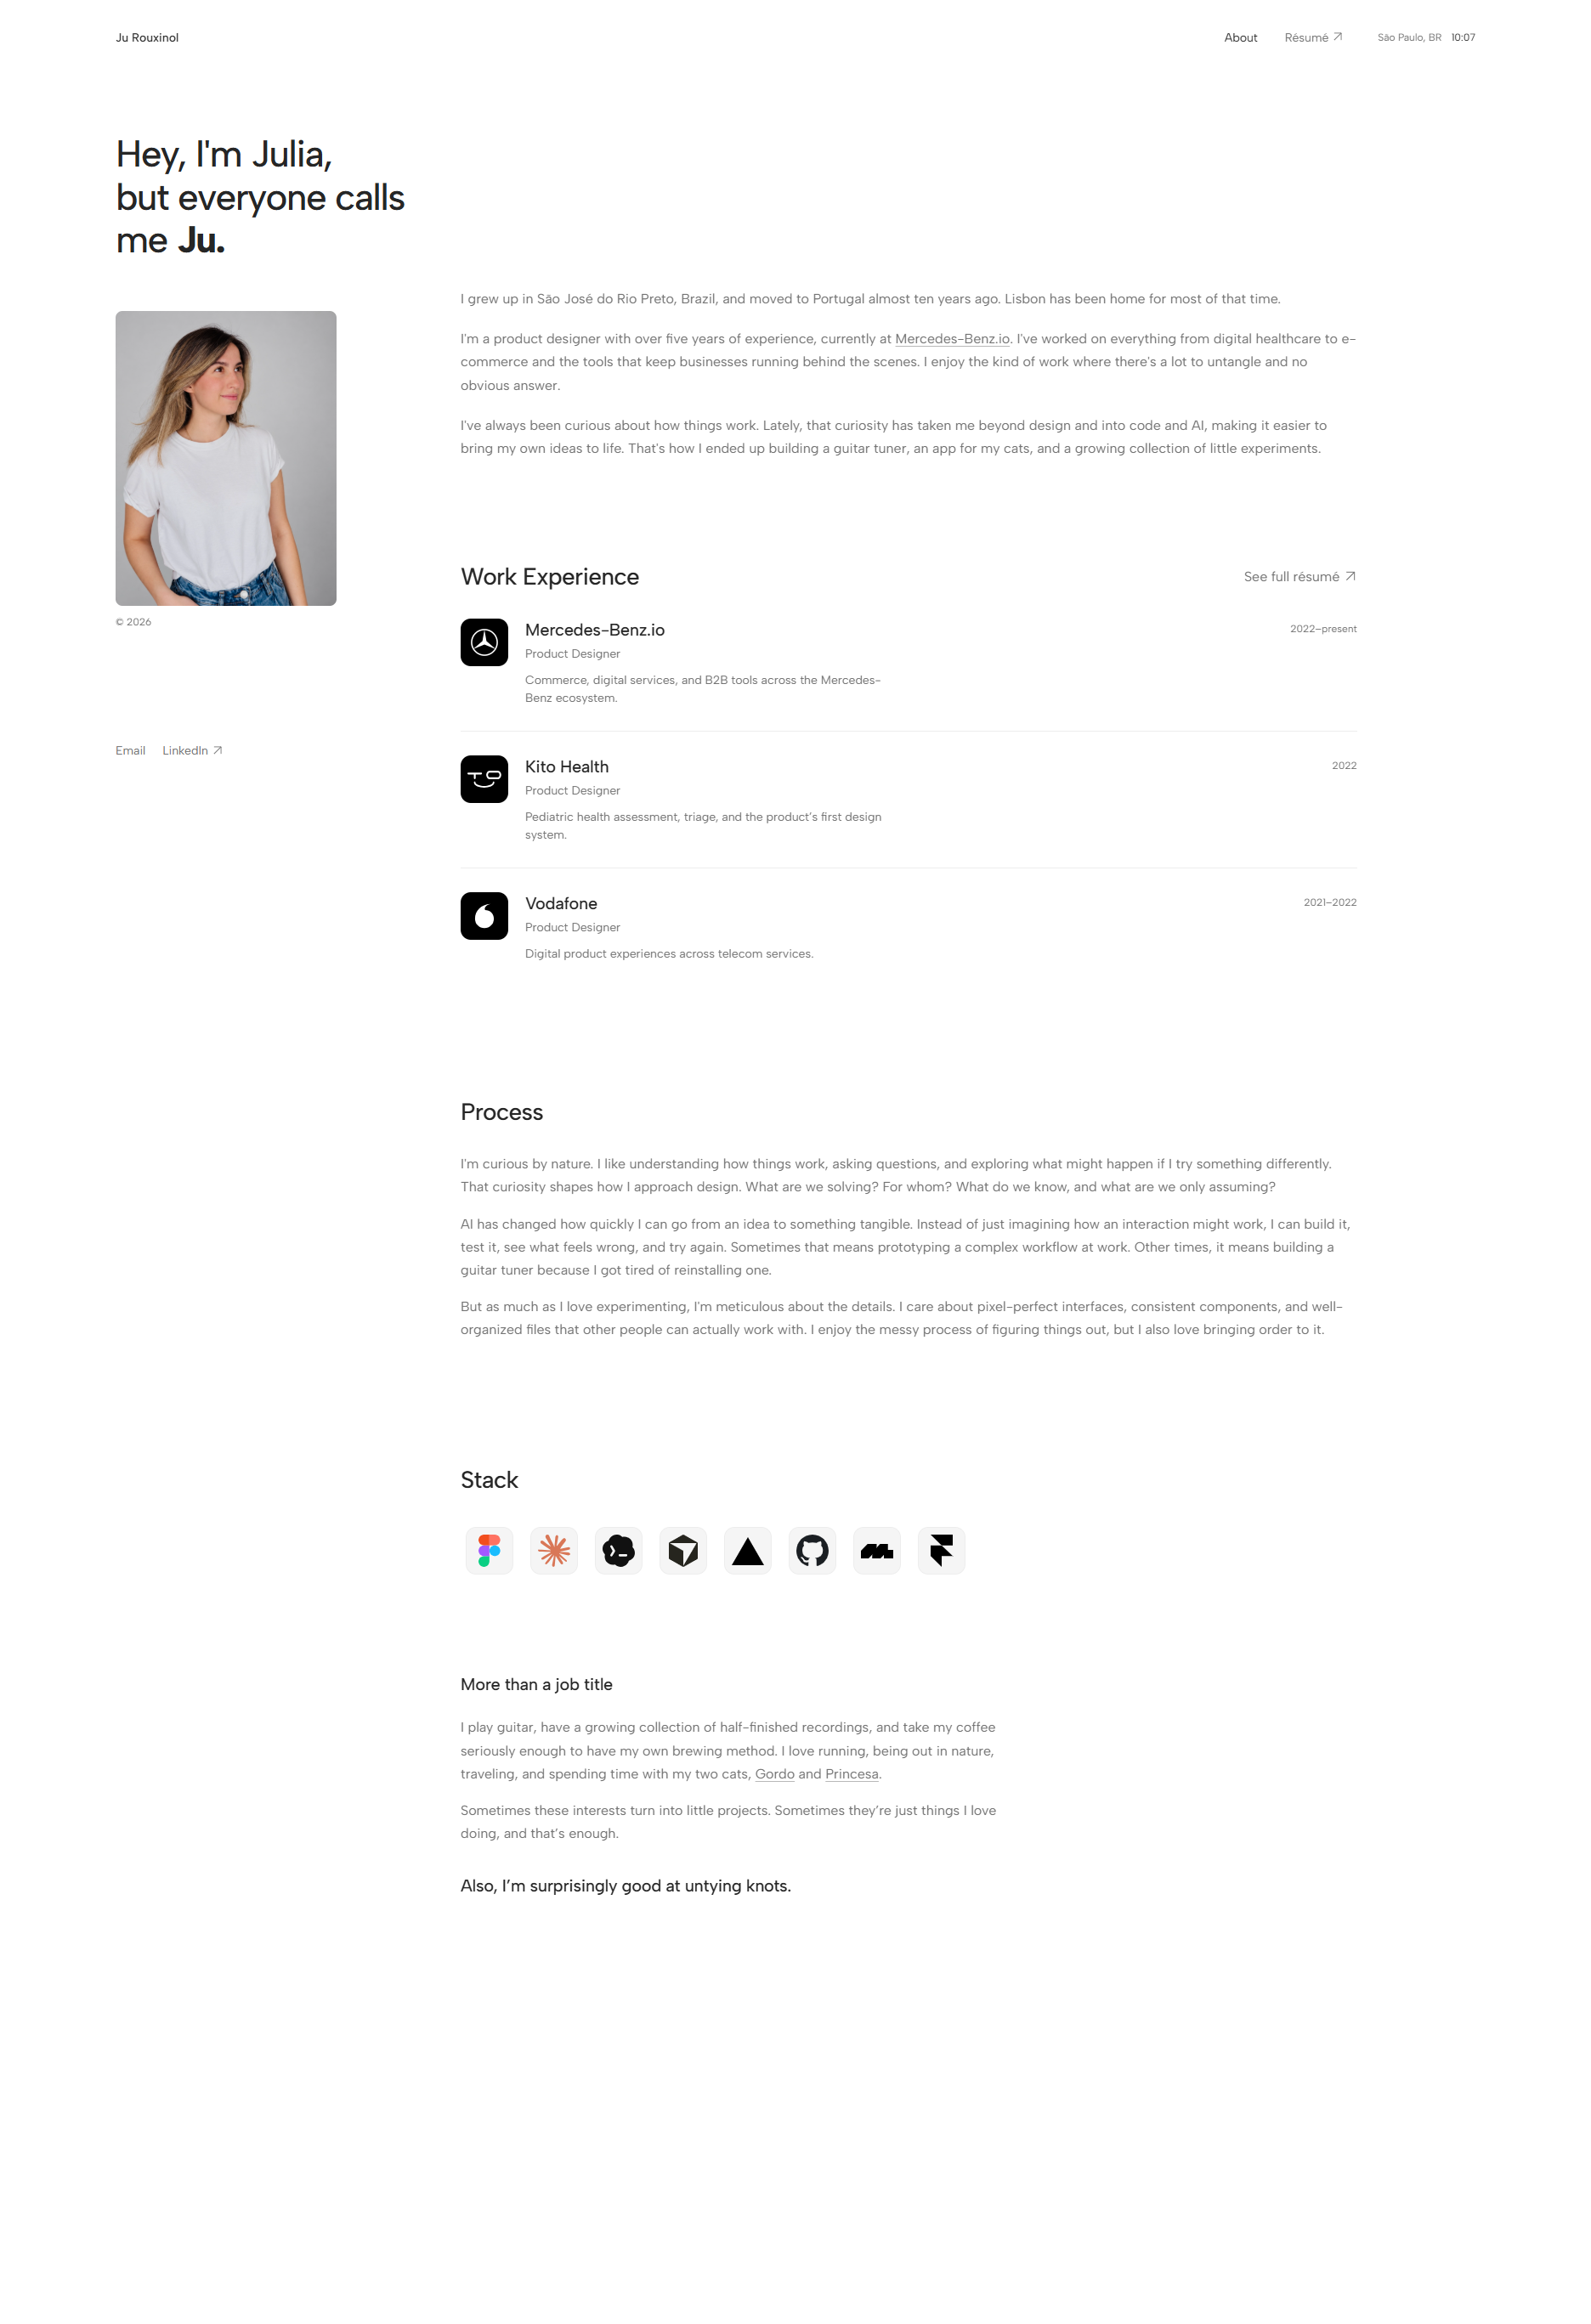 Ju Rouxinol
About
Résumé
São Paulo, BR 10:07
Hey, I'm Julia,
but everyone calls
me Ju.
© 2026
Email
LinkedIn
I grew up in São José do Rio Preto, Brazil, and moved to Portugal almost ten years ago. Lisbon has been home for most of that time.
I'm a product designer with over five years of experience, currently at Mercedes-Benz.io. I've worked on everything from digital healthcare to e-
commerce and the tools that keep businesses running behind the scenes. I enjoy the kind of work where there's a lot to untangle and no
obvious answer.
I've always been curious about how things work. Lately, that curiosity has taken me beyond design and into code and AI, making it easier to
bring my own ideas to life. That's how I ended up building a guitar tuner, an app for my cats, and a growing collection of little experiments.
Work Experience
See full résumé
Mercedes-Benz.io
2022–present
Product Designer
Commerce, digital services, and B2B tools across the Mercedes-
Benz ecosystem.
Kito Health
2022
Product Designer
Pediatric health assessment, triage, and the product’s first design
system.
Vodafone
2021–2022
Product Designer
Digital product experiences across telecom services.
Process
I'm curious by nature. I like understanding how things work, asking questions, and exploring what might happen if I try something differently.
That curiosity shapes how I approach design. What are we solving? For whom? What do we know, and what are we only assuming?
AI has changed how quickly I can go from an idea to something tangible. Instead of just imagining how an interaction might work, I can build it,
test it, see what feels wrong, and try again. Sometimes that means prototyping a complex workflow at work. Other times, it means building a
guitar tuner because I got tired of reinstalling one.
But as much as I love experimenting, I'm meticulous about the details. I care about pixel-perfect interfaces, consistent components, and well-
organized files that other people can actually work with. I enjoy the messy process of figuring things out, but I also love bringing order to it.
Stack
More than a job title
I play guitar, have a growing collection of half-finished recordings, and take my coffee
seriously enough to have my own brewing method. I love running, being out in nature,
traveling, and spending time with my two cats, Gordo and Princesa.
Sometimes these interests turn into little projects. Sometimes they’re just things I love
doing, and that’s enough.
Also, I’m surprisingly good at untying knots.